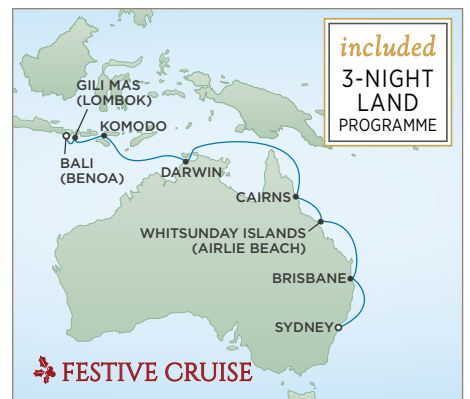 included
3-NIGHT
LAND
PROGRAMME
GILI MAS
(LOMBOK)
KOMODO
BALI
(BENOA)
DARWIN
CAIRNS
WHITSUNDAY ISLANDS
(AIRLIE BEACH)
BRISBANE
SYDNEY
FESTIVE CRUISE